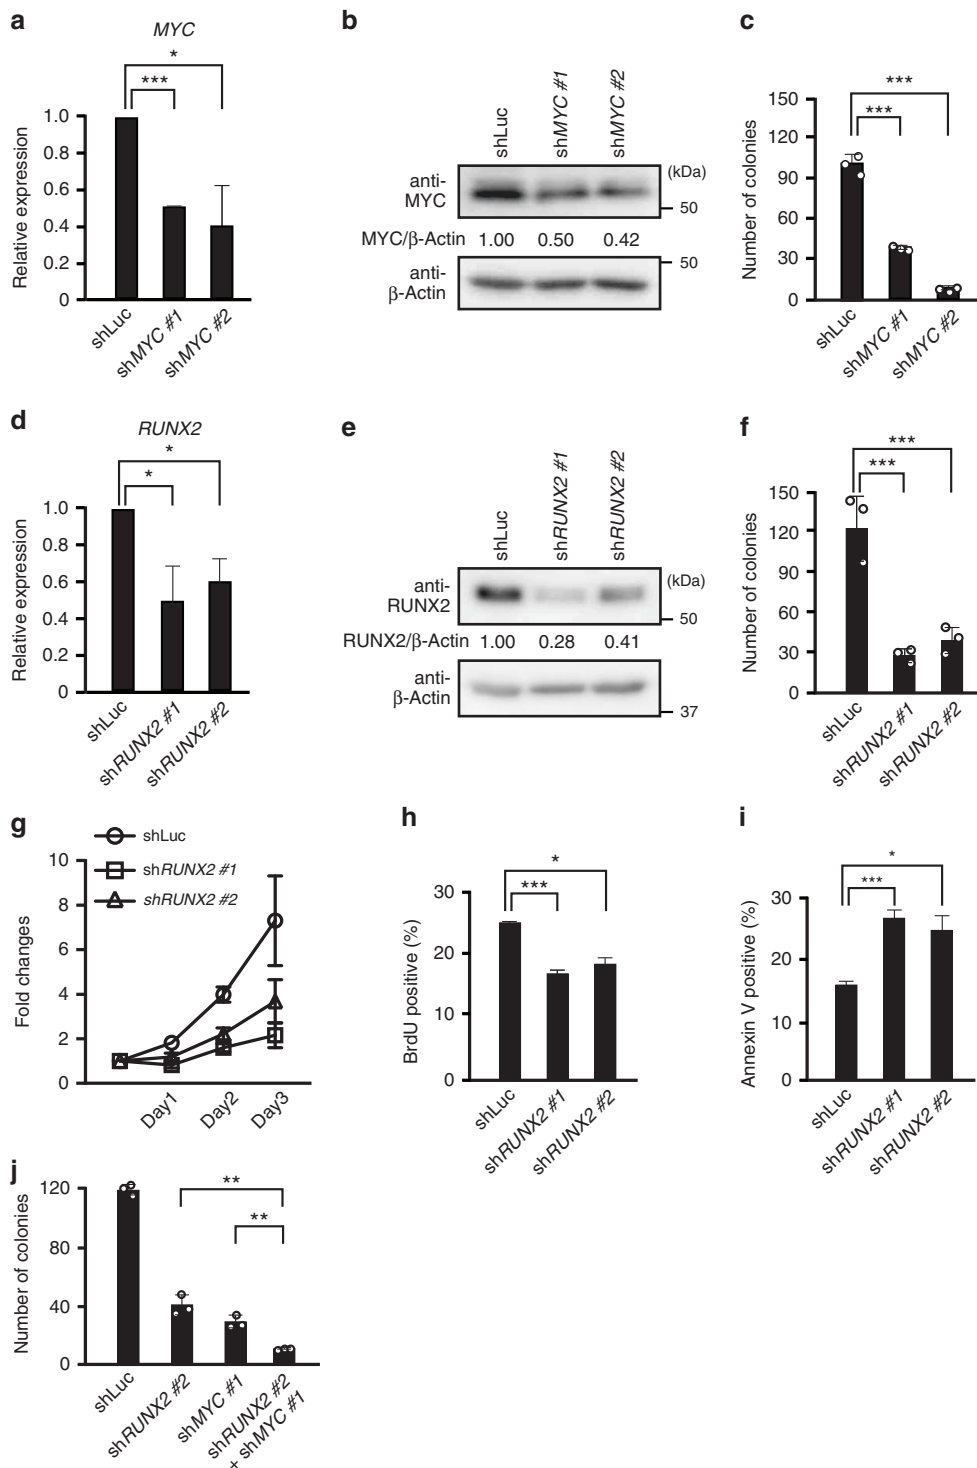 a
MYC
*
***
Relative expression
1.0
0.8
0.6
0.4
0.2
0
shLuc
shMYC #1
shMYC #2
b
shLuc
shMYC #1
shMYC #2
anti-
MYC
(kDa)
50
MYC/β-Actin 1.00 0.50 0.42
anti-
β-Actin
50
c
***
***
Number of colonies
150
120
90
60
30
0
shLuc
shMYC #1
shMYC #2
d
RUNX2
*
*
Relative expression
1.0
0.8
0.6
0.4
0.2
0
shLuc
shRUNX2 #1
shRUNX2 #2
e
shLuc
shRUNX2 #1
shRUNX2 #2
anti-
RUNX2
(kDa)
50
RUNX2/β-Actin 1.00 0.28 0.41
anti-
β-Actin
37
f
***
***
Number of colonies
150
120
90
60
30
0
shLuc
shRUNX2 #1
shRUNX2 #2
g
shLuc
shRUNX2 #1
shRUNX2 #2
Fold changes
10
8
6
4
2
0
Day1
Day2
Day3
h
*
***
BrdU positive (%)
30
20
10
0
shLuc
shRUNX2 #1
shRUNX2 #2
i
*
***
Annexin V positive (%)
30
20
10
0
shLuc
shRUNX2 #1
shRUNX2 #2
j
**
**
Number of colonies
120
80
40
0
shLuc
shRUNX2 #2
shMYC #1
shRUNX2 #2
+ shMYC #1